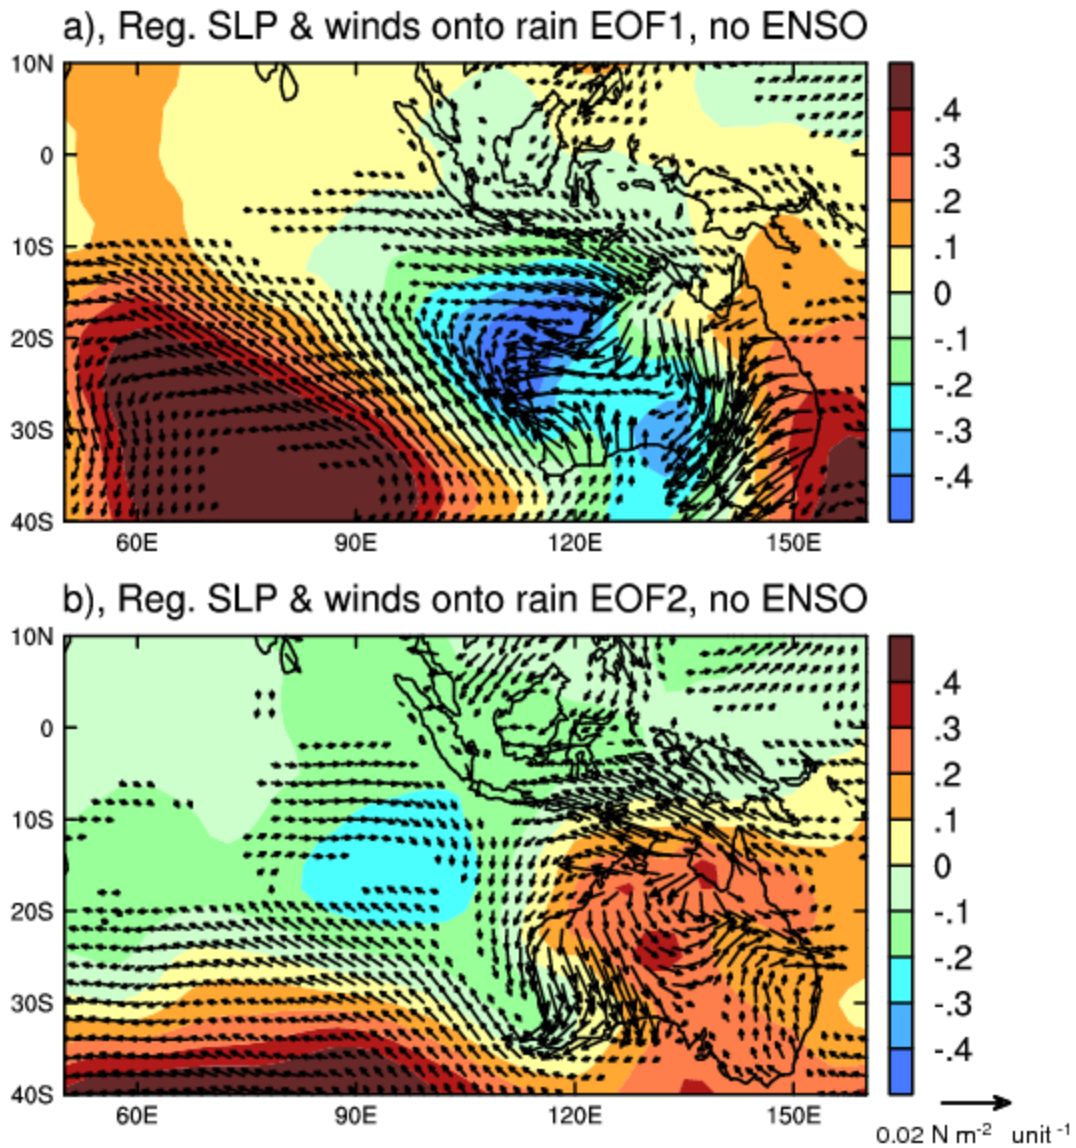 a), Reg. SLP & winds onto rain EOF1, no ENSO
10N
0
10S
20S
30S
40S
60E 90E 120E 150E
.4
.3
.2
.1
0
-.1
-.2
-.3
-.4
b), Reg. SLP & winds onto rain EOF2, no ENSO
10N
0
10S
20S
30S
40S
60E 90E 120E 150E
.4
.3
.2
.1
0
-.1
-.2
-.3
-.4
0.02 N m-2 unit -1